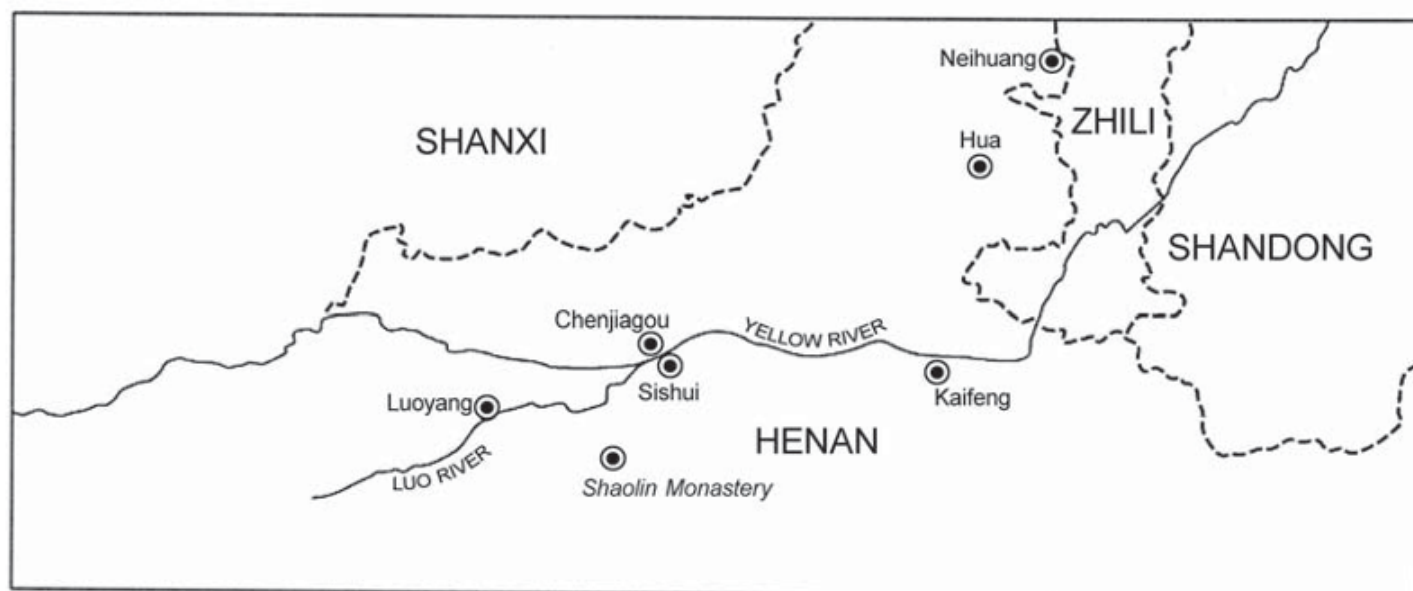 Neihuang
ZHILI
SHANXI
Hua
SHANDONG
Chenjiagou
YELLOW RIVER
Sishui
Kaifeng
Luoyang
HENAN
LUO RIVER
Shaolin Monastery